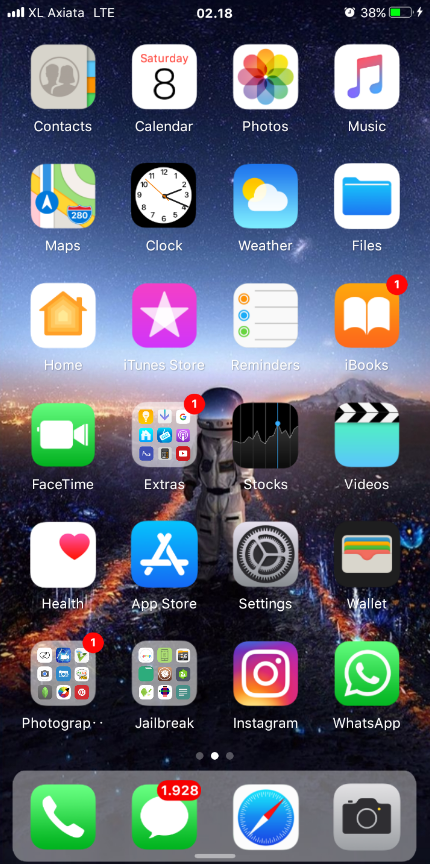 XL Axiata LTE 02.18 38%
Saturday
8
Contacts Calendar Photos Music
280
Maps Clock Weather Files
1
Home iTunes Store Reminders iBooks
1
FaceTime Extras Stocks Videos
Health App Store Settings Wallet
1
Photograp··· Jailbreak Instagram WhatsApp
1.928